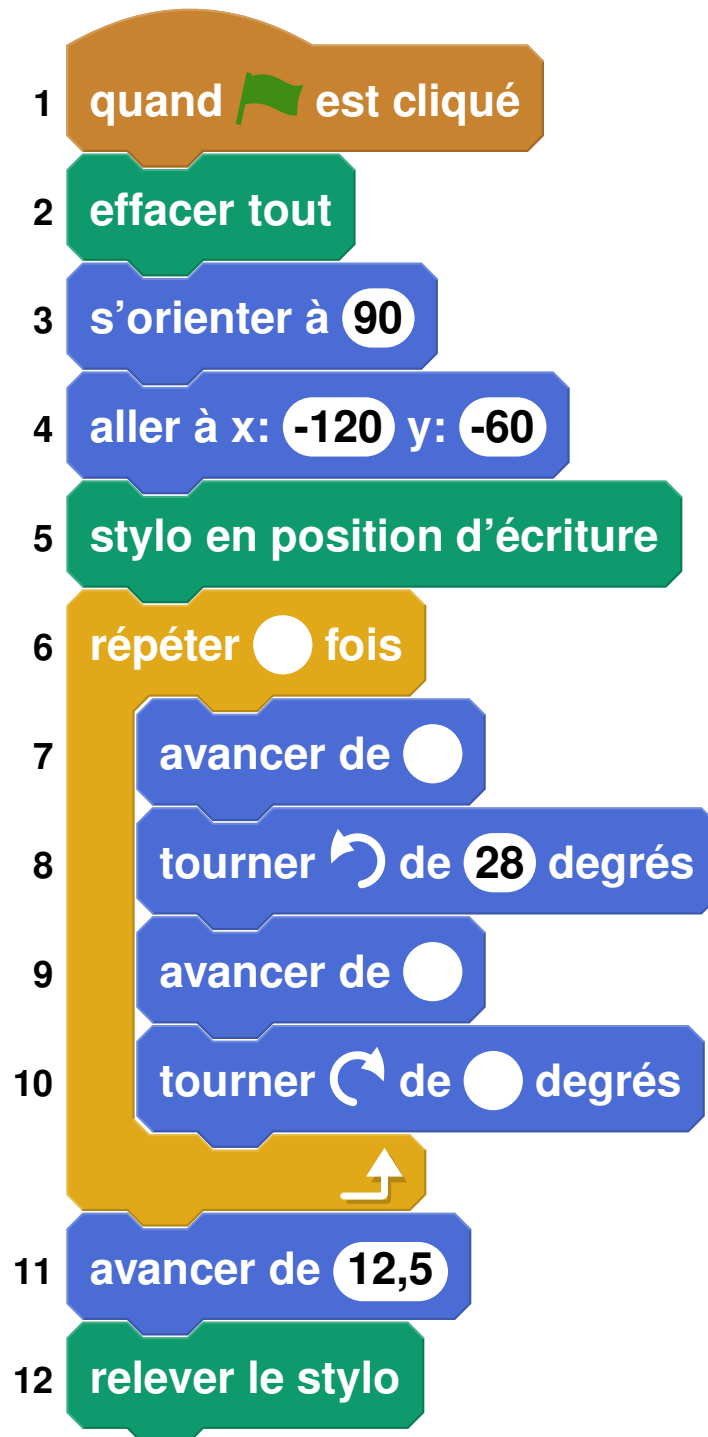 1 quand est cliqué
2 effacer tout
3 s’orienter à 90
4 aller à x: -120 y: -60
5 stylo en position d’écriture
6 répéter fois
7 avancer de
8 tourner de 28 degrés
9 avancer de
10 tourner de degrés
11 avancer de 12,5
12 relever le stylo